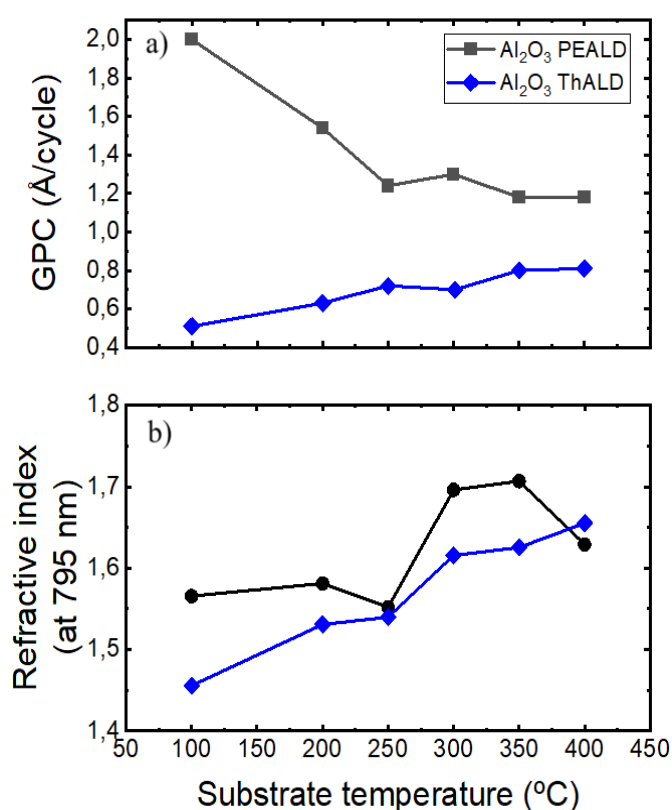 a)
Al₂O₃ PEALD
Al₂O₃ ThALD
GPC (Å/cycle)
2,0
1,6
1,4
1,2
1,0
0,8
0,6
0,4
b)
Refractive index
(at 795 nm)
1,8
1,7
1,6
1,5
1,4
50 100 150 200 250 300 350 400 450
Substrate temperature (ºC)